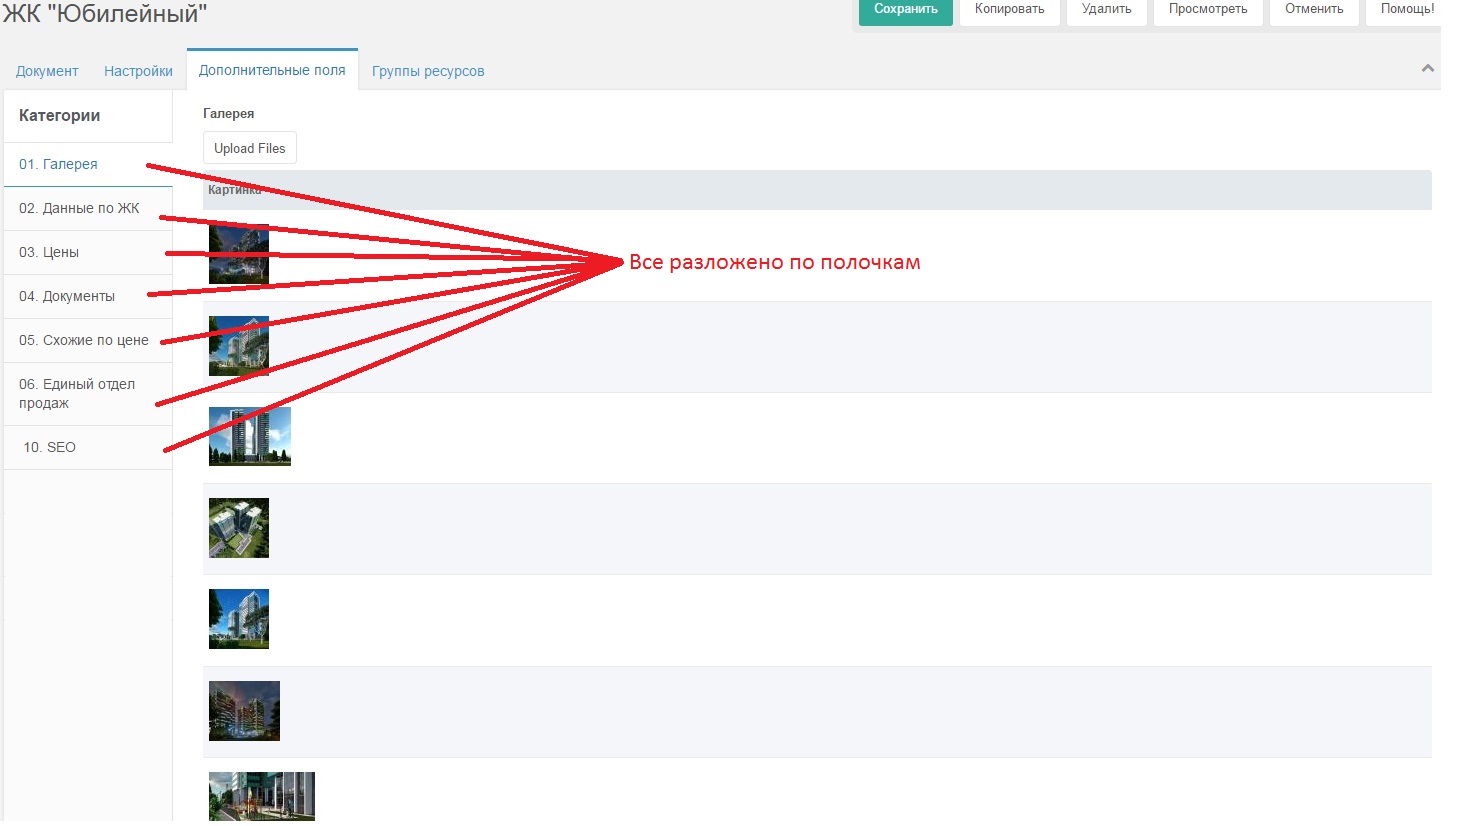 ЖК "Юбилейный"
Сохранить Копировать Удалить Просмотреть Отменить Помощь!
Документ Настройки Дополнительные поля Группы ресурсов
Категории
01. Галерея
02. Данные по ЖК
03. Цены
04. Документы
05. Схожие по цене
06. Единый отдел
продаж
10. SEO
Галерея
Upload Files
Картинка
Все разложено по полочкам